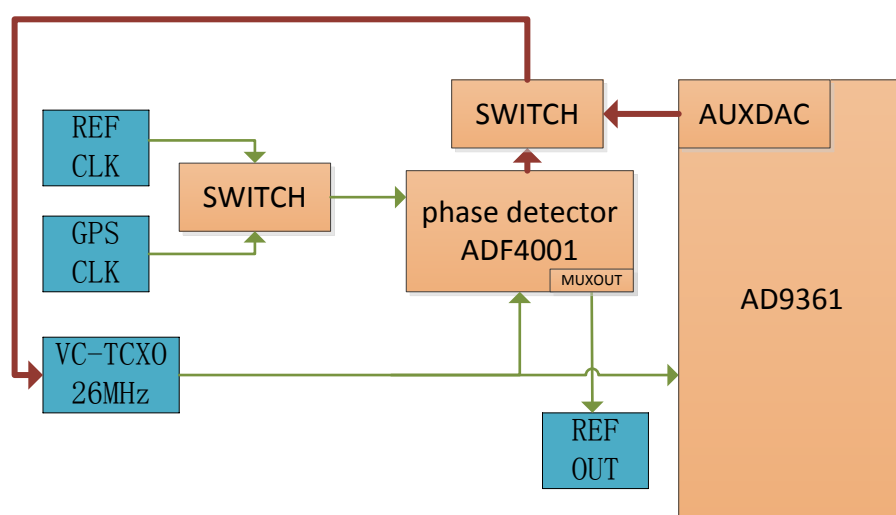 SWITCH
AUXDAC
REF
CLK
SWITCH
phase detector
ADF4001
MUXOUT
GPS
CLK
AD9361
VC-TCXO
26MHz
REF
OUT